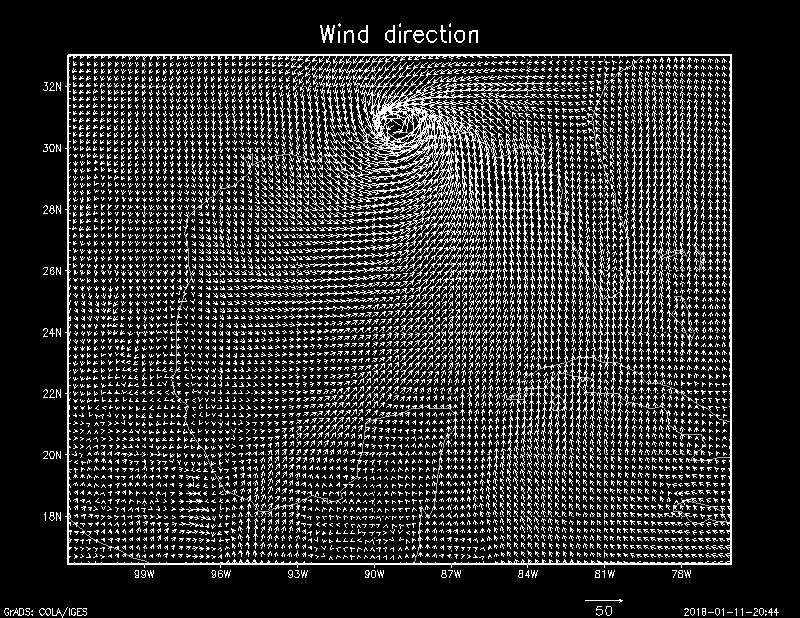 Wind direction
32N
30N
28N
26N
24N
22N
20N
18N
99W 96W 93W 90W 87W 84W 81W 78W
50
GrADS: COLA/IGES 2018-01-11-20:44